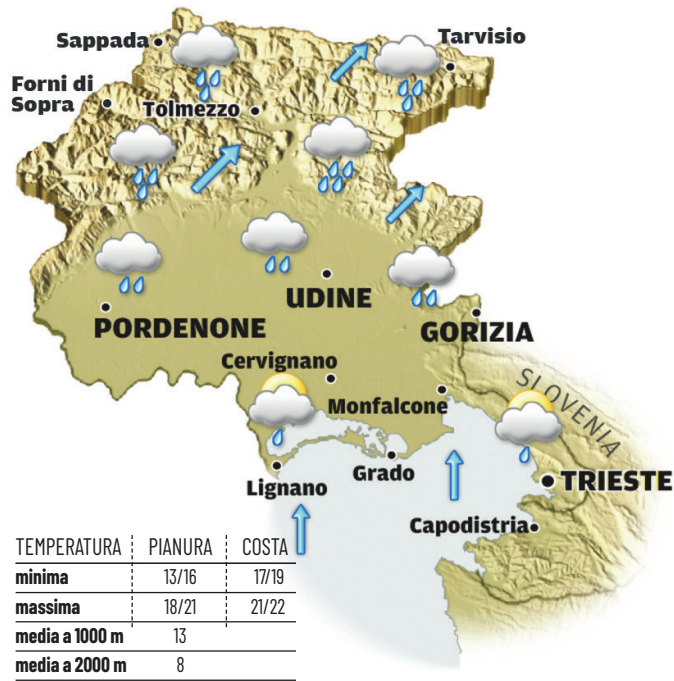 Sappada
Tarvisio
Forni di
Sopra
Tolmezzo
UDINE
PORDENONE
GORIZIA
Cervignano
Monfalcone
SLOVENIA
Grado
Lignano
TRIESTE
Capodistria
TEMPERATURA PIANURA COSTA
minima 13/16 17/19
massima 18/21 21/22
media a 1000 m 13
media a 2000 m 8